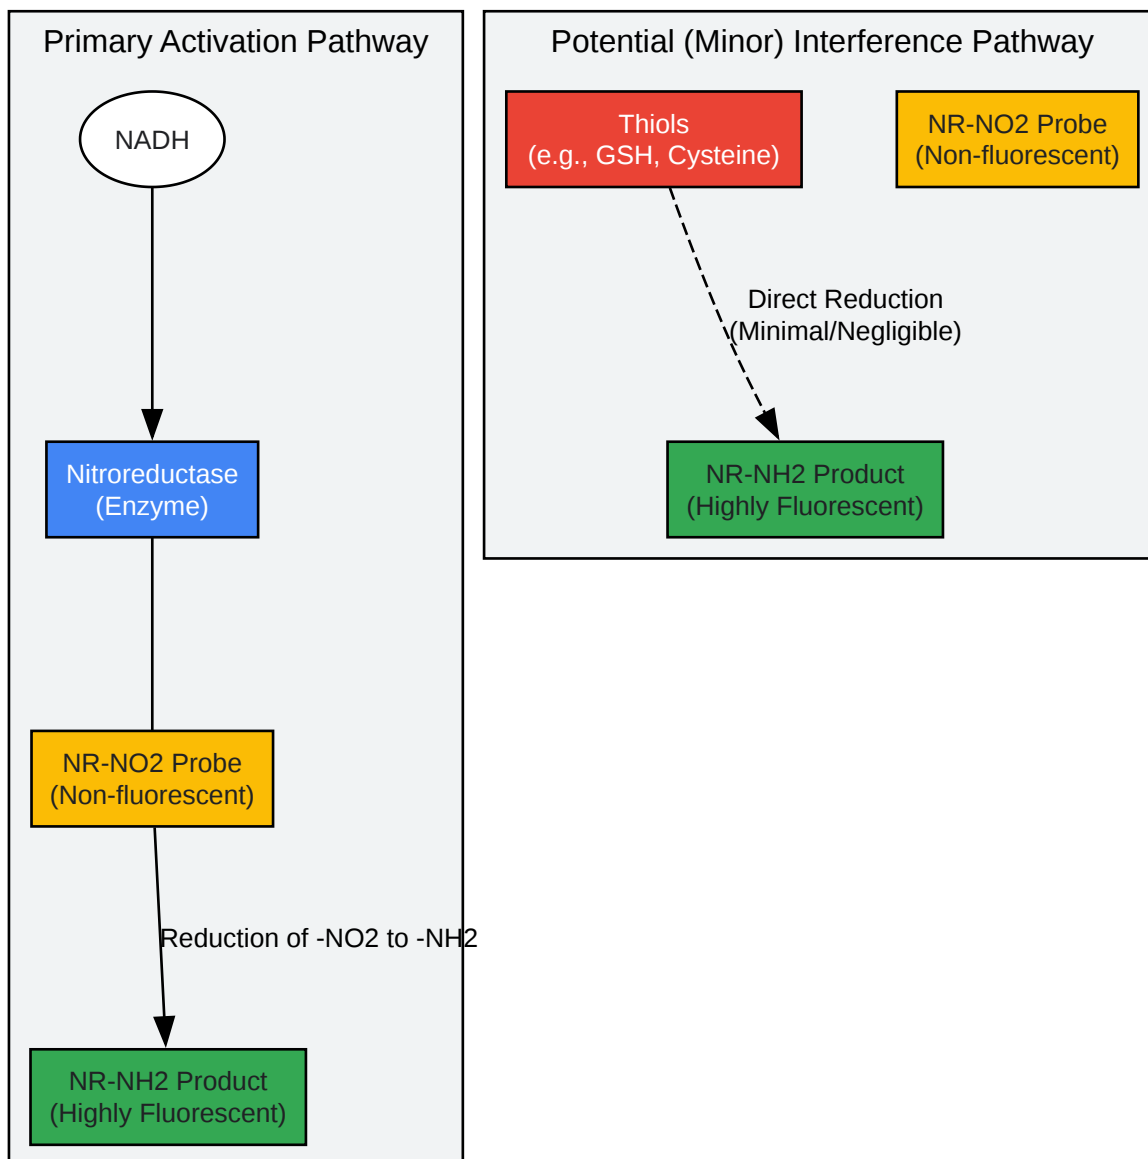 Primary Activation Pathway
NADH
Nitroreductase
(Enzyme)
NR-NO2 Probe
(Non-fluorescent)
Reduction of -NO2 to -NH2
NR-NH2 Product
(Highly Fluorescent)
Potential (Minor) Interference Pathway
Thiols
(e.g., GSH, Cysteine)
NR-NO2 Probe
(Non-fluorescent)
Direct Reduction
(Minimal/Negligible)
NR-NH2 Product
(Highly Fluorescent)